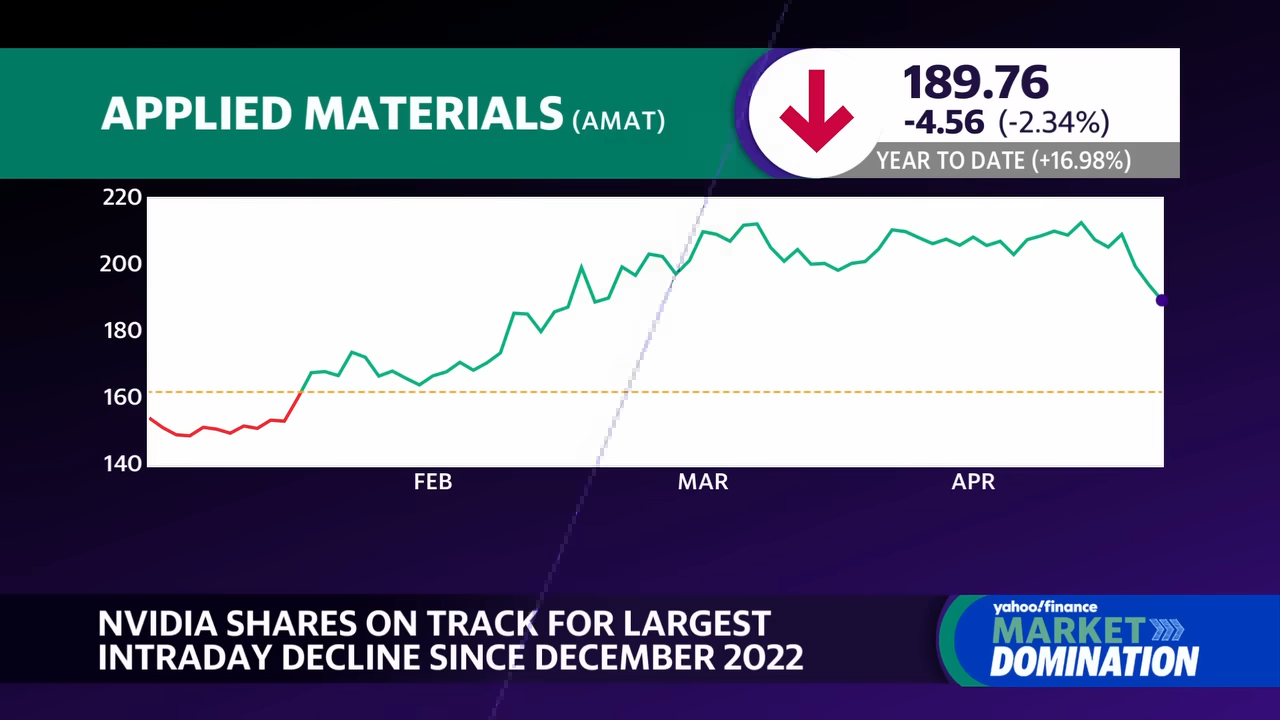 APPLIED MATERIALS (AMAT)
189.76
-4.56 (-2.34%)
YEAR TO DATE (+16.98%)
220
200
180
160
140
FEB MAR APR
NVIDIA SHARES ON TRACK FOR LARGEST
INTRADAY DECLINE SINCE DECEMBER 2022
yahoo!finance
MARKET
DOMINATION